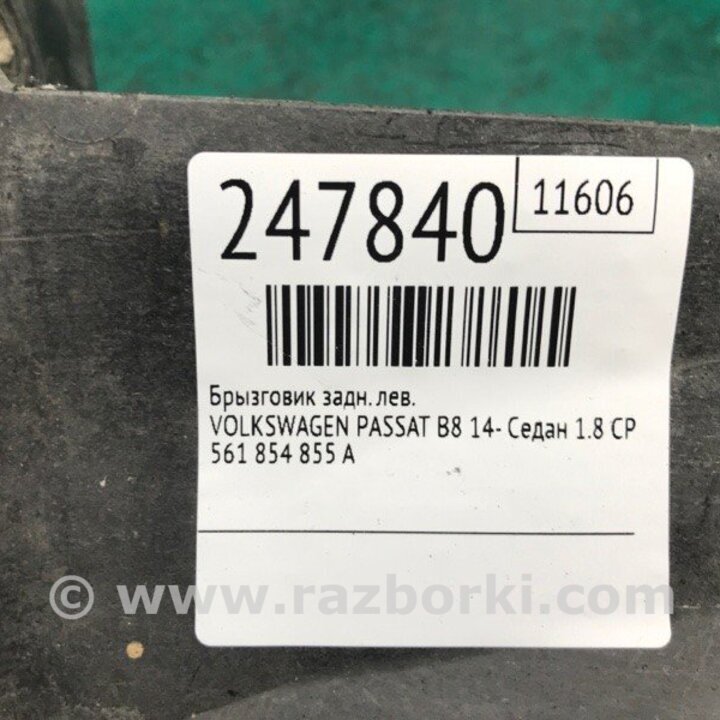 247840
11606
Брызговик задн. лев.
VOLKSWAGEN PASSAT B8 14- Седан 1.8 CP
561 854 855 A
© www.razborki.com